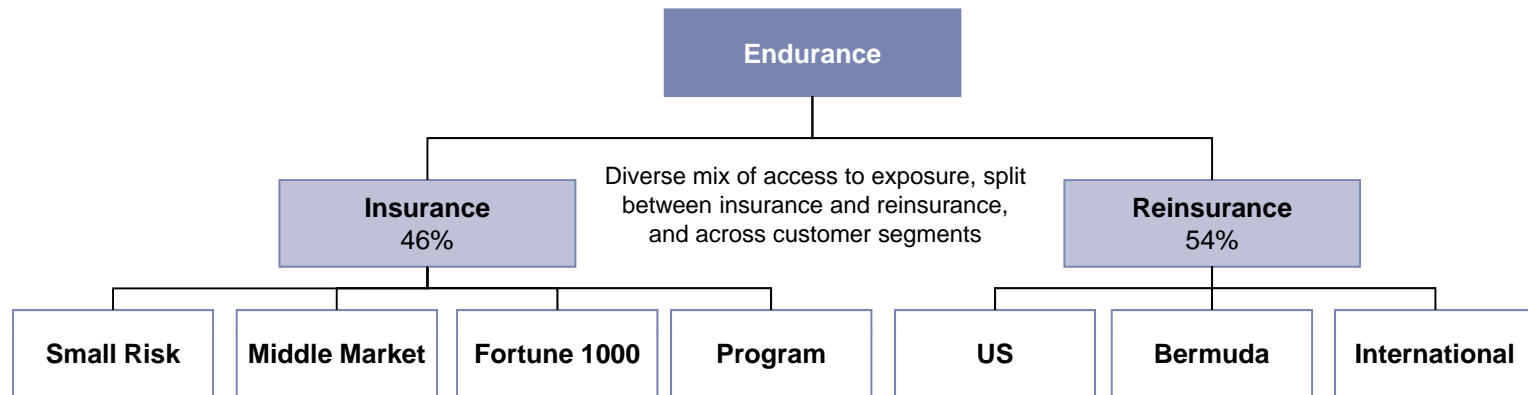 Endurance
Diverse mix of access to exposure, split
between insurance and reinsurance,
and across customer segments
Insurance
46%
Reinsurance
54%
Small Risk
Middle Market
Fortune 1000
Program
US
Bermuda
International